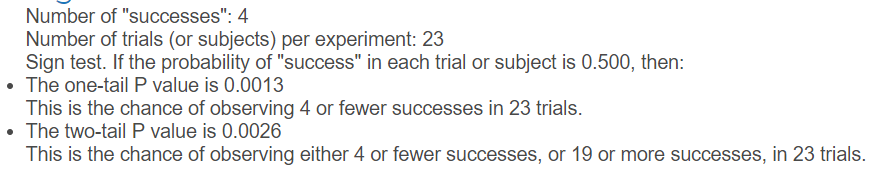 Number of "successes": 4
Number of trials (or subjects) per experiment: 23
Sign test. If the probability of "success" in each trial or subject is 0.500, then:
• The one-tail P value is 0.0013
This is the chance of observing 4 or fewer successes in 23 trials.
• The two-tail P value is 0.0026
This is the chance of observing either 4 or fewer successes, or 19 or more successes, in 23 trials.